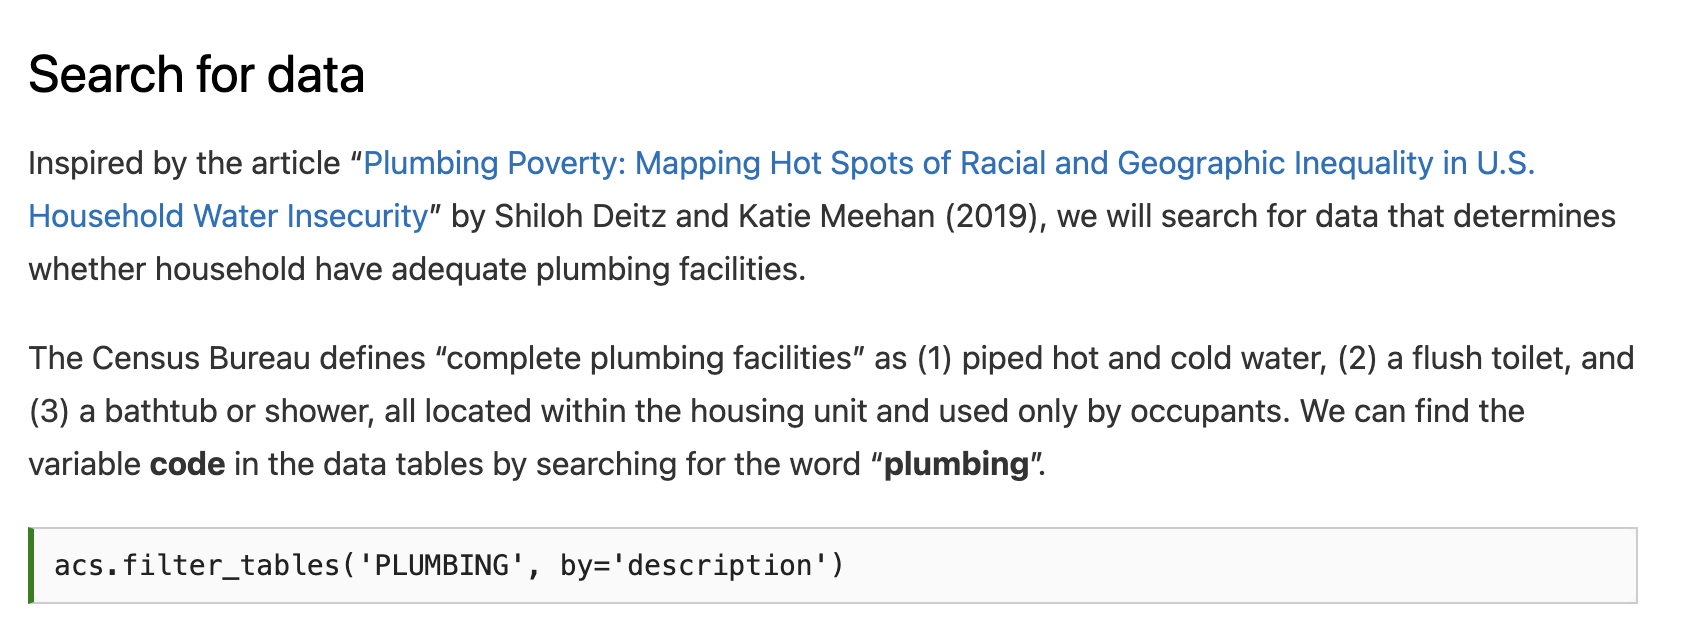 Search for data
Inspired by the article “Plumbing Poverty: Mapping Hot Spots of Racial and Geographic Inequality in U.S.
Household Water Insecurity” by Shiloh Deitz and Katie Meehan (2019), we will search for data that determines
whether household have adequate plumbing facilities.
The Census Bureau defines “complete plumbing facilities” as (1) piped hot and cold water, (2) a flush toilet, and
(3) a bathtub or shower, all located within the housing unit and used only by occupants. We can find the
variable code in the data tables by searching for the word “plumbing”.
acs.filter_tables('PLUMBING', by='description')